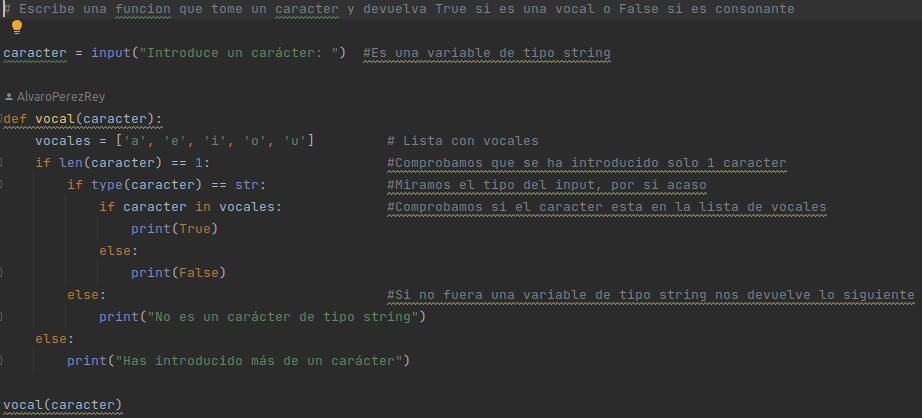 # Escribe una funcion que tome un caracter y devuelva True si es una vocal o False si es consonante
caracter = input("Introduce un carácter: ")  #Es una variable de tipo string
AlvaroPerezRey
def vocal(caracter):
    vocales = ['a', 'e', 'i', 'o', 'u']         # Lista con vocales
    if len(caracter) == 1:                      #Comprobamos que se ha introducido solo 1 caracter
        if type(caracter) == str:               #Miramos el tipo del input, por si acaso
            if caracter in vocales:             #Comprobamos si el caracter esta en la lista de vocales
                print(True)
            else:
                print(False)
        else:                                   #Si no fuera una variable de tipo string nos devuelve lo siguiente
            print("No es un carácter de tipo string")
    else:
        print("Has introducido más de un carácter")
vocal(caracter)